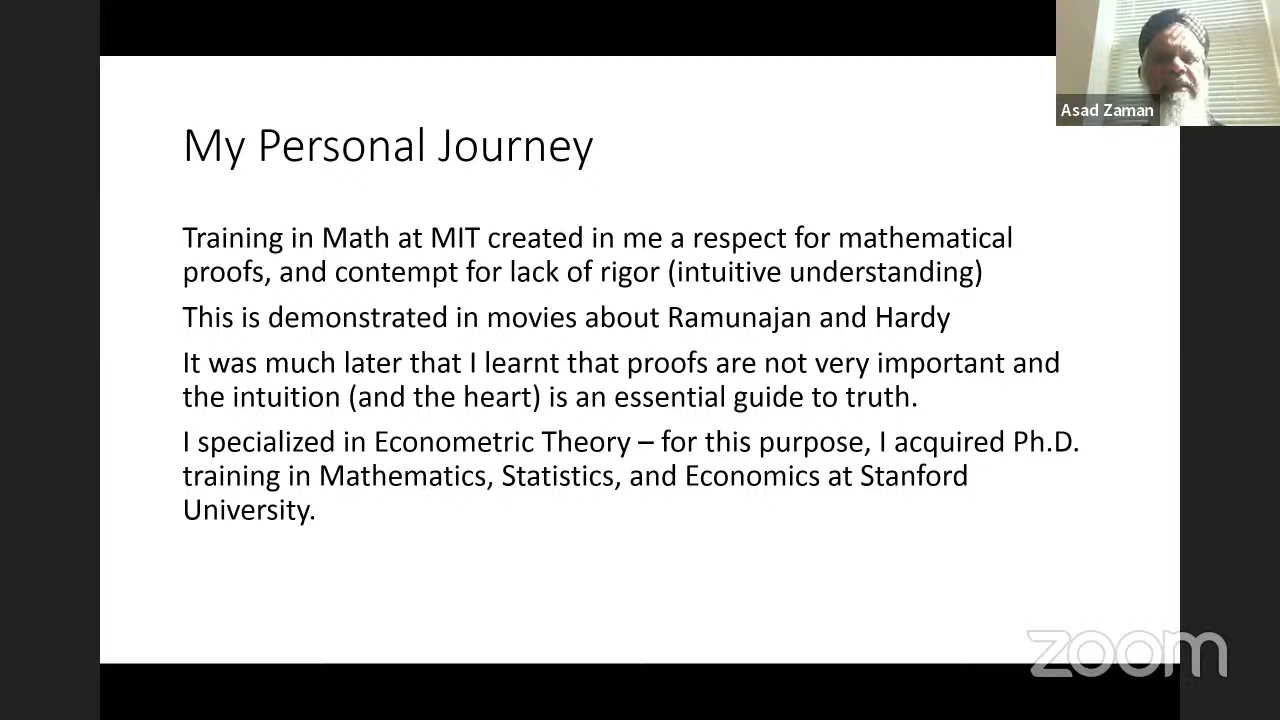 Asad Zaman
My Personal Journey
Training in Math at MIT created in me a respect for mathematical
proofs, and contempt for lack of rigor (intuitive understanding)
This is demonstrated in movies about Ramunajan and Hardy
It was much later that I learnt that proofs are not very important and
the intuition (and the heart) is an essential guide to truth.
I specialized in Econometric Theory – for this purpose, I acquired Ph.D.
training in Mathematics, Statistics, and Economics at Stanford
University.
zoom